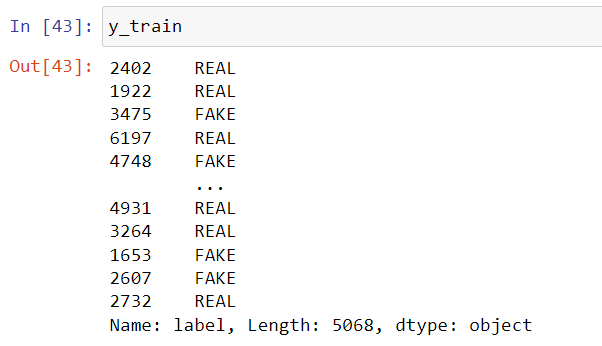 In [43]: y_train
Out[43]:
2402 REAL
1922 REAL
3475 FAKE
6197 REAL
4748 FAKE
...
4931 REAL
3264 REAL
1653 FAKE
2607 FAKE
2732 REAL
Name: label, Length: 5068, dtype: object